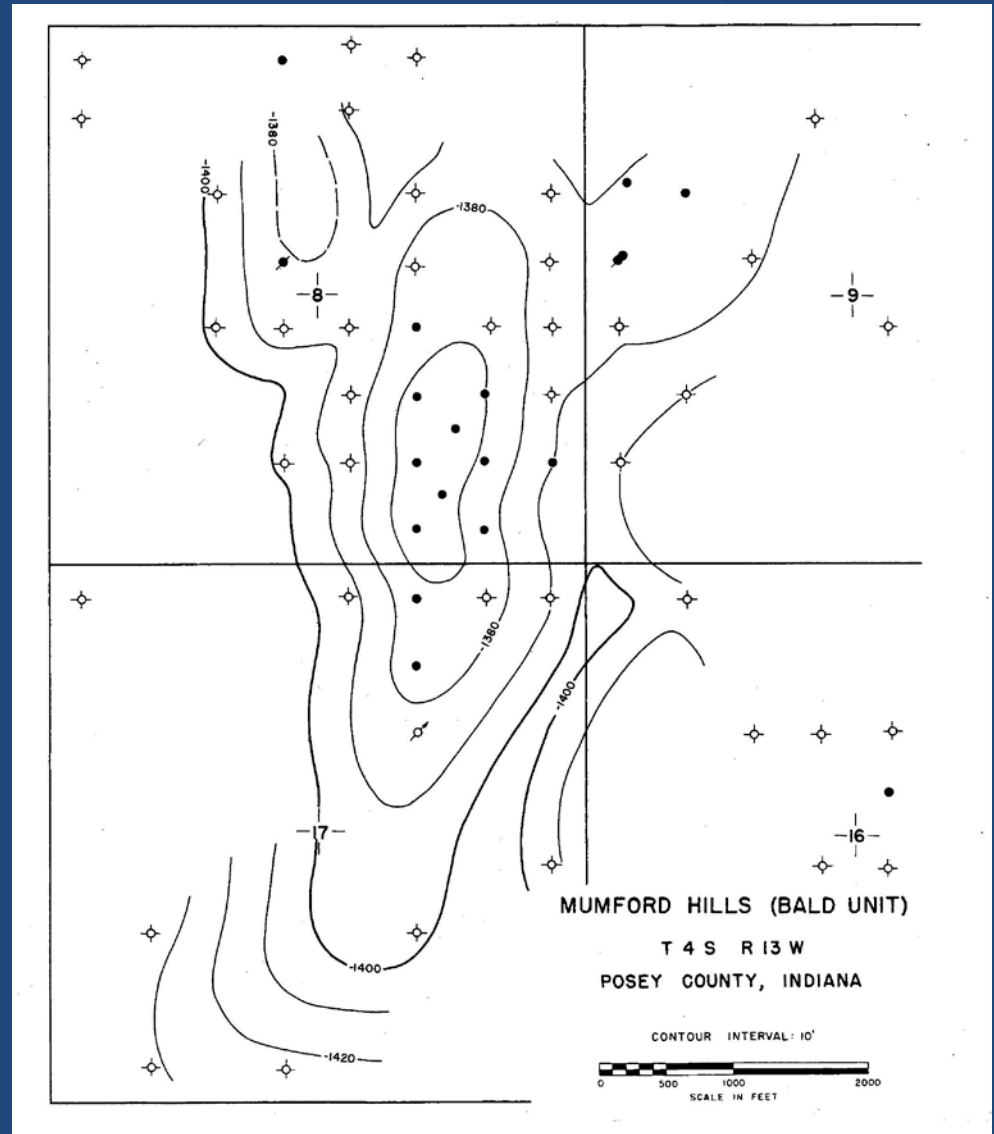 -1380
-1400
-1380
-8-
-9-
-1380
-1400
-17-
-16-
-1400
-1420
MUMFORD HILLS (BALD UNIT)
T 4 S R 13 W
POSEY COUNTY, INDIANA
CONTOUR INTERVAL: 10'
0 500 1000 2000
SCALE IN FEET